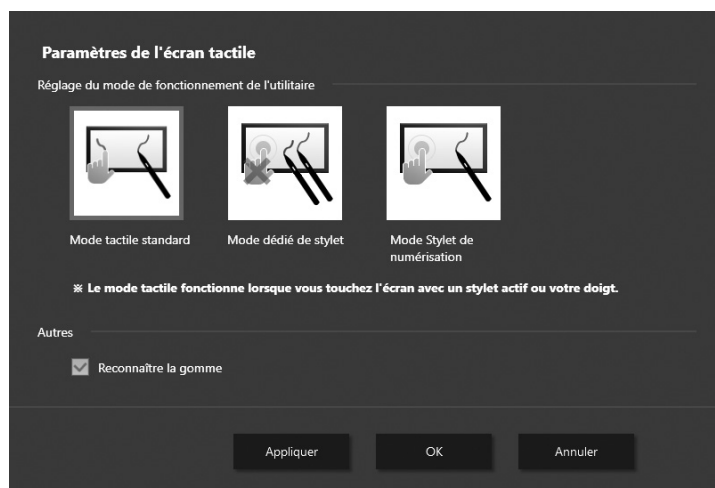 Paramètres de l'écran tactile
Réglage du mode de fonctionnement de l'utilitaire
Mode tactile standard
Mode dédié de stylet
Mode Stylet de
numérisation
※ Le mode tactile fonctionne lorsque vous touchez l'écran avec un stylet actif ou votre doigt.
Autres
Reconnaître la gomme
Appliquer
OK
Annuler